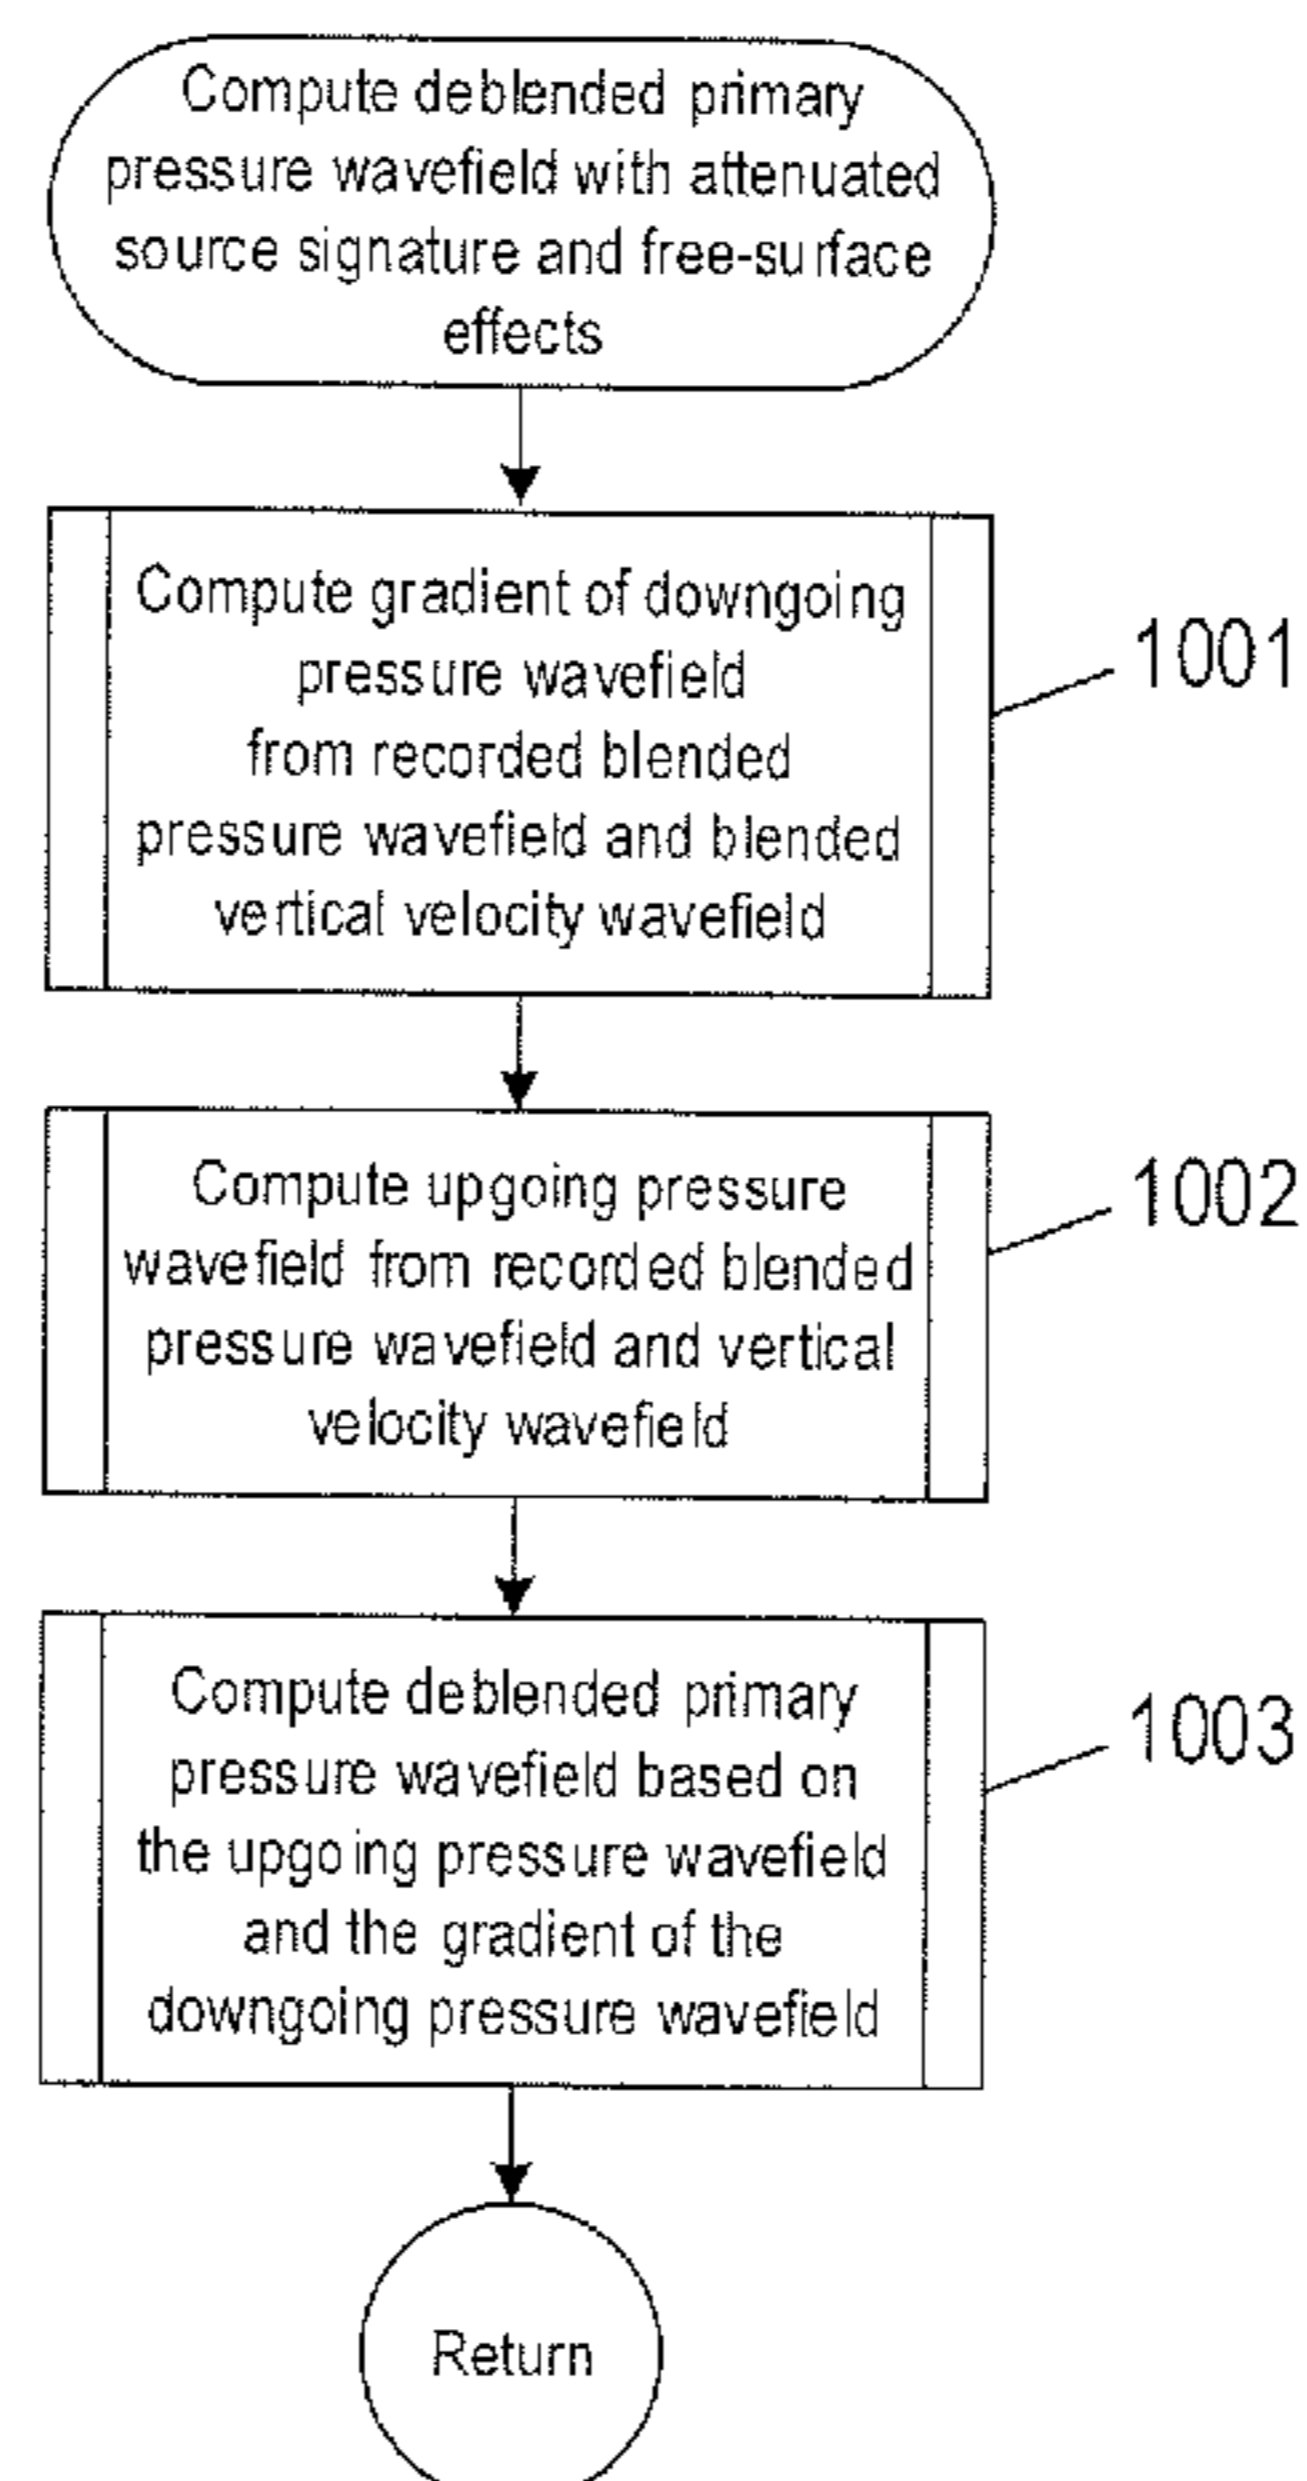 Compute deblended primary
pressure wavefield with attenuated
source signature and free-surface
effects
Compute gradient of downgoing
pressure wavefield
from recorded blended
pressure wavefield and blended
vertical velocity wavefield
1001
Compute upgoing pressure
wavefield from recorded blended
pressure wavefield and vertical
velocity wavefield
1002
Compute deblended primary
pressure wavefield based on
the upgoing pressure wavefield
and the gradient of the
downgoing pressure wavefield
1003
Return